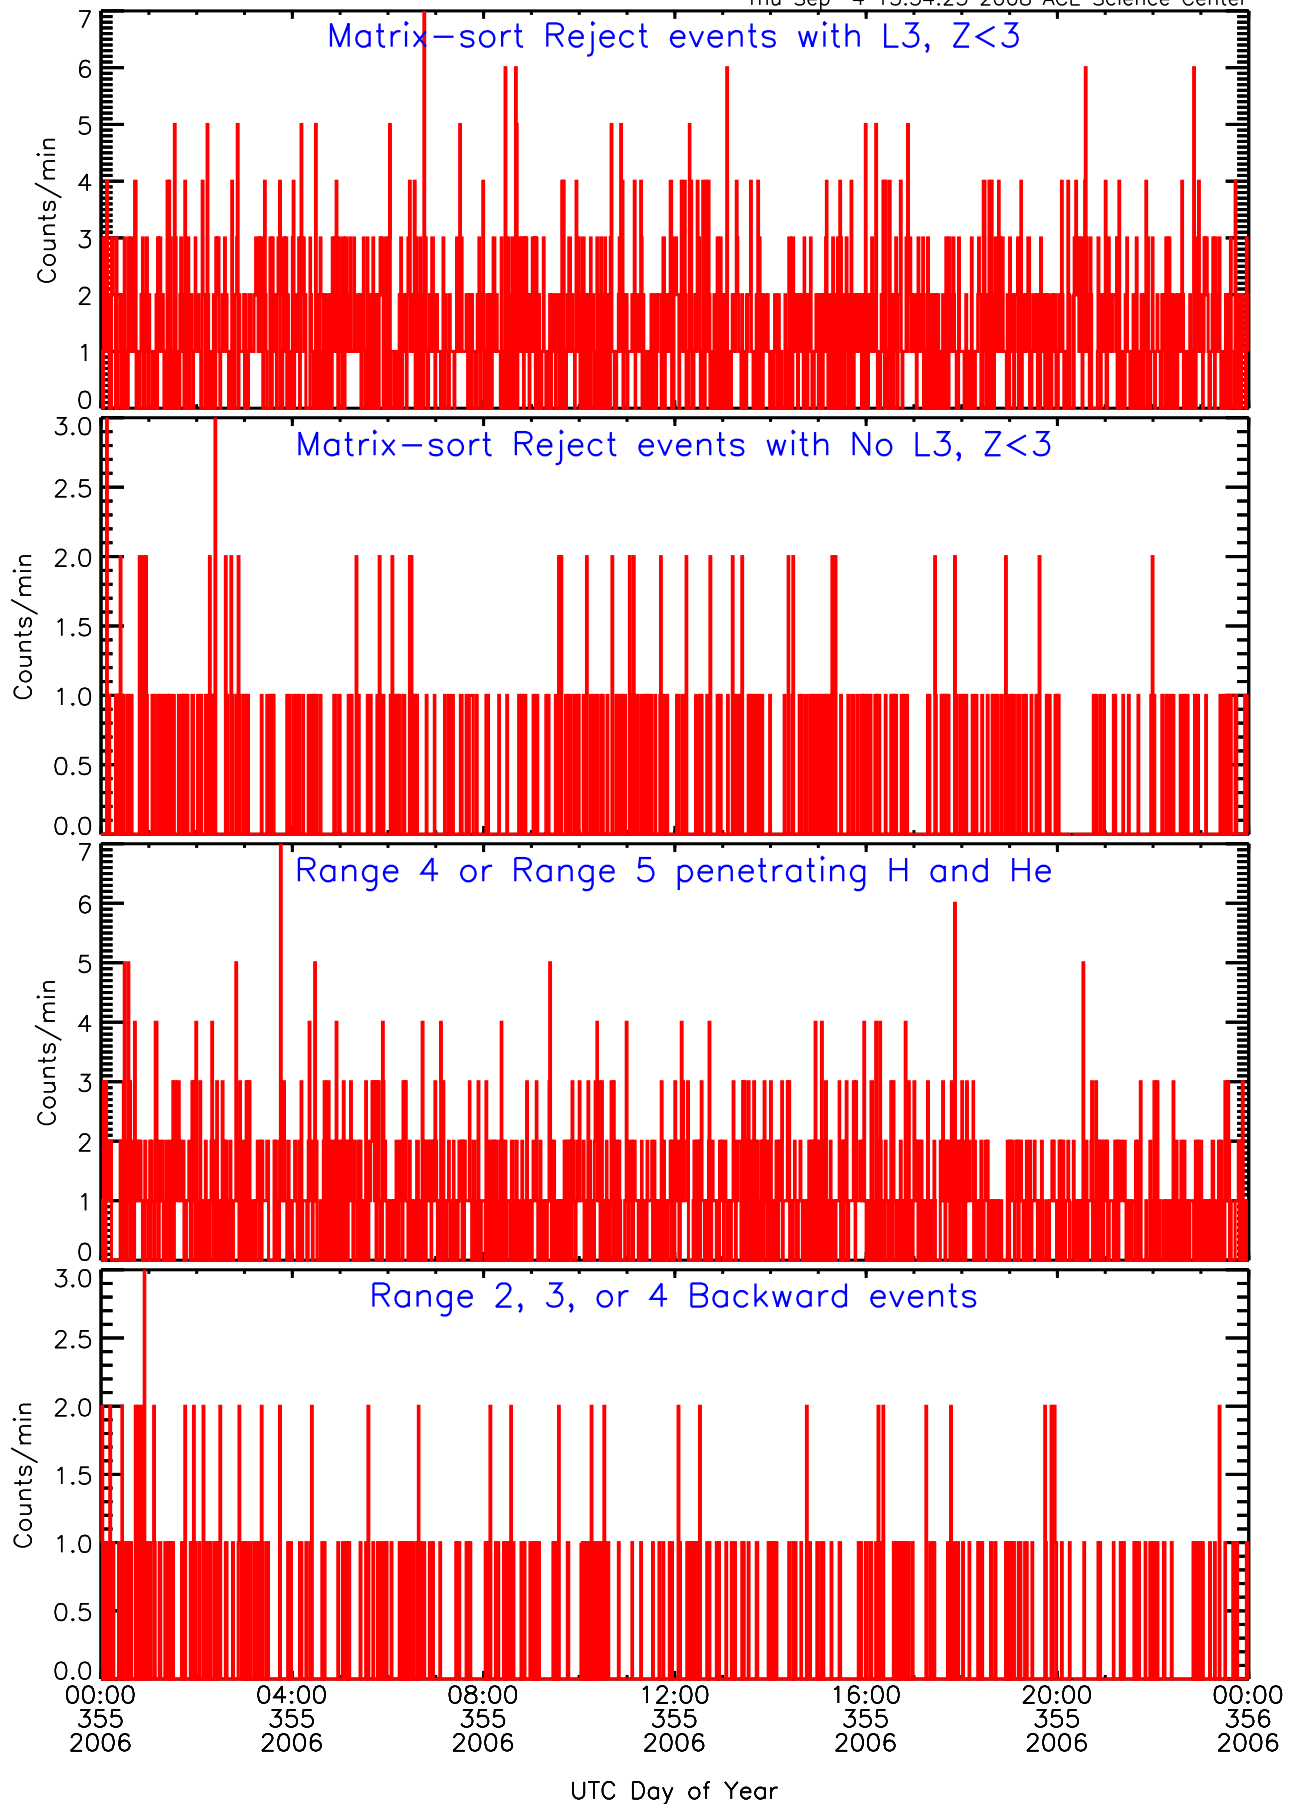 Matrix-sort Reject events with L3, Z<3
7
6
5
4
3
2
1
0
Counts/min
Matrix-sort Reject events with No L3, Z<3
3.0
2.5
2.0
1.5
1.0
0.5
0.0
Counts/min
Range 4 or Range 5 penetrating H and He
7
6
5
4
3
2
1
0
Counts/min
Range 2, 3, or 4 Backward events
3.0
2.5
2.0
1.5
1.0
0.5
0.0
Counts/min
00:00 04:00 08:00 12:00 16:00 20:00 00:00
355 355 355 355 355 355 356
2006 2006 2006 2006 2006 2006 2006
UTC Day of Year